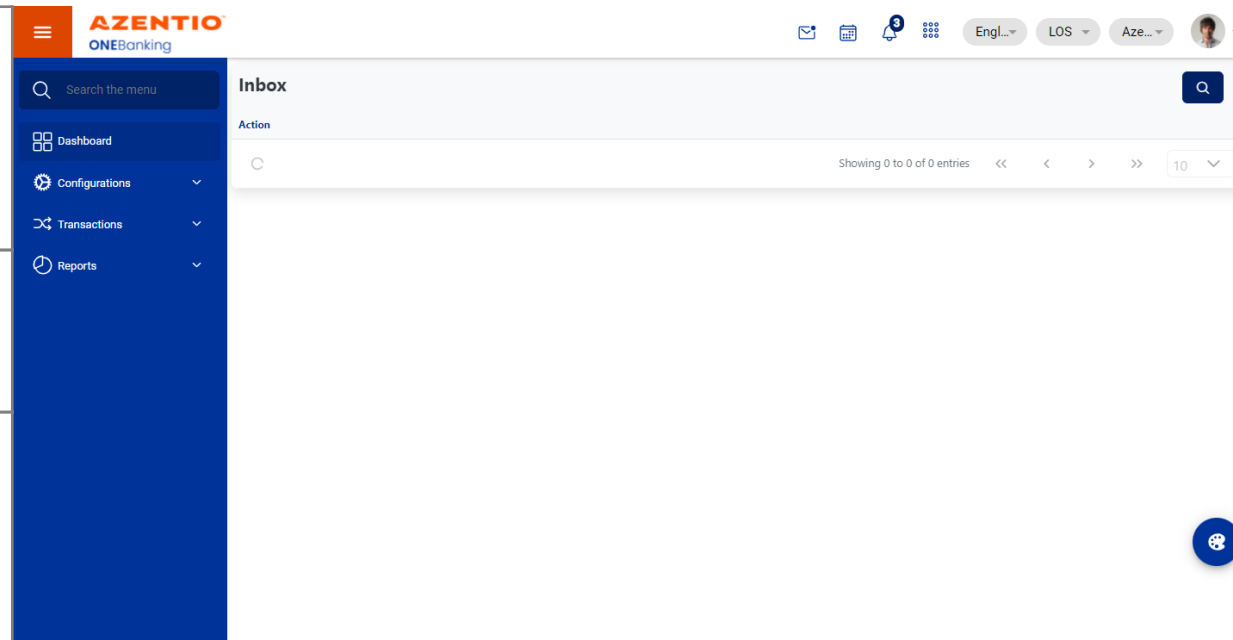 AZENTIO
ONEBanking
3
Engl...
LOS
Aze...
Search the menu
Inbox
Dashboard
Action
Configurations
Showing 0 to 0 of 0 entries
10
Transactions
Reports